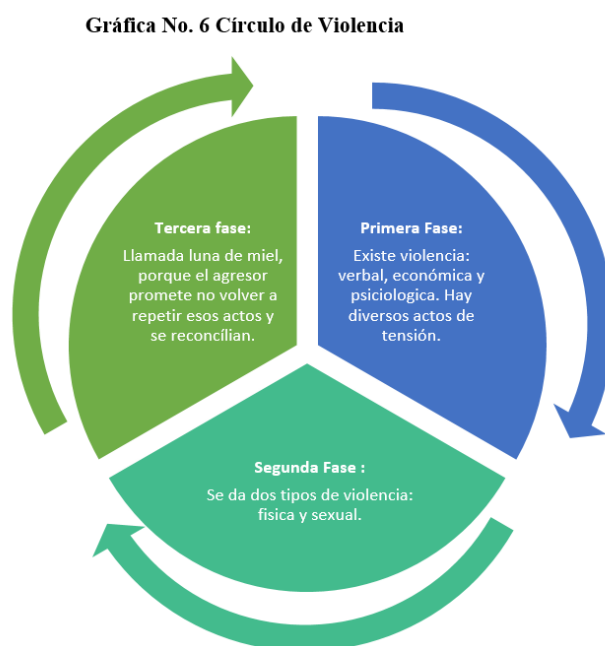 Gráfica No. 6 Círculo de Violencia
Primera Fase:
Existe violencia:
verbal, económica y
psiciologica. Hay
diversos actos de
tensión.
Segunda Fase :
Se da dos tipos de violencia:
fisica y sexual.
Tercera fase:
Llamada luna de miel,
porque el agresor
promete no volver a
repetir esos actos y
se reconcílian.